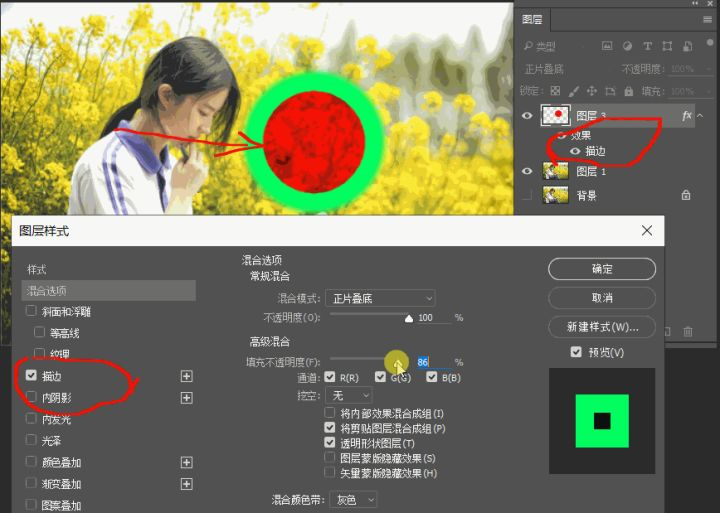 图层
类型
正片叠底
不透明度: 100%
锁定:
填充: 100%
图层 3
fx
效果
描边
图层 1
背景
图层样式
样式
混合选项
斜面和浮雕
等高线
纹理
描边
内阴影
内发光
光泽
颜色叠加
渐变叠加
图案叠加
混合选项
常规混合
混合模式: 正片叠底
不透明度(O): 100 %
高级混合
填充不透明度(F): 86 %
通道: R(R) G(G) B(B)
挖空: 无
将内部效果混合成组(I)
将剪贴图层混合成组(P)
透明形状图层(T)
图层蒙版隐藏效果(S)
矢量蒙版隐藏效果(H)
混合颜色带: 灰色
确定
取消
新建样式(W)...
预览(V)